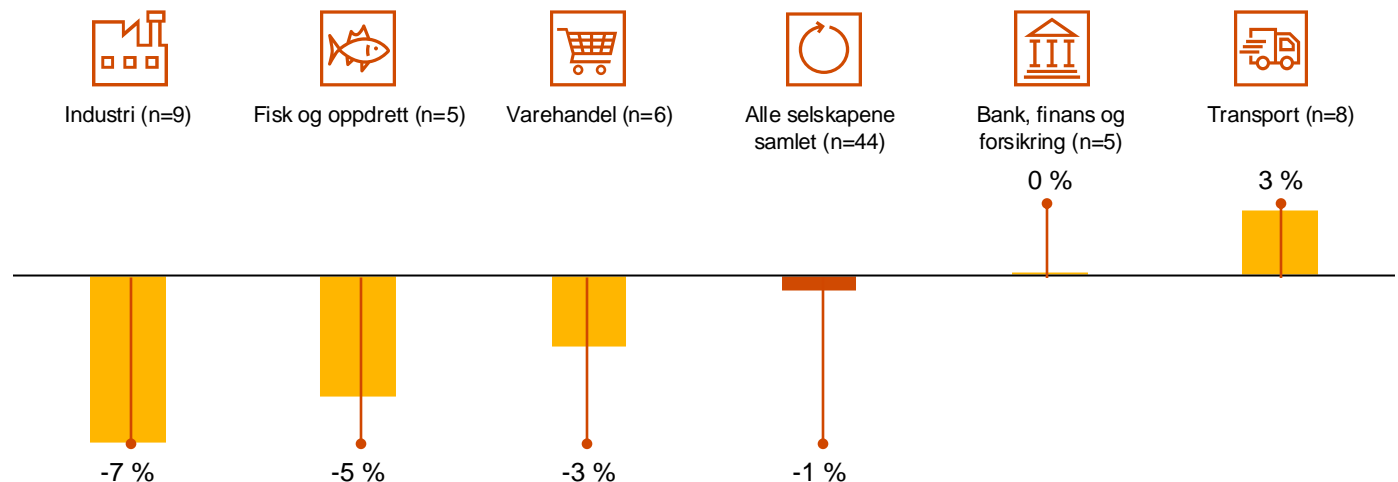 Industri (n=9)
Fisk og oppdrett (n=5)
Varehandel (n=6)
Alle selskapene
samlet (n=44)
Bank, finans og
forsikring (n=5)
Transport (n=8)
0 %
3 %
-7 %
-5 %
-3 %
-1 %